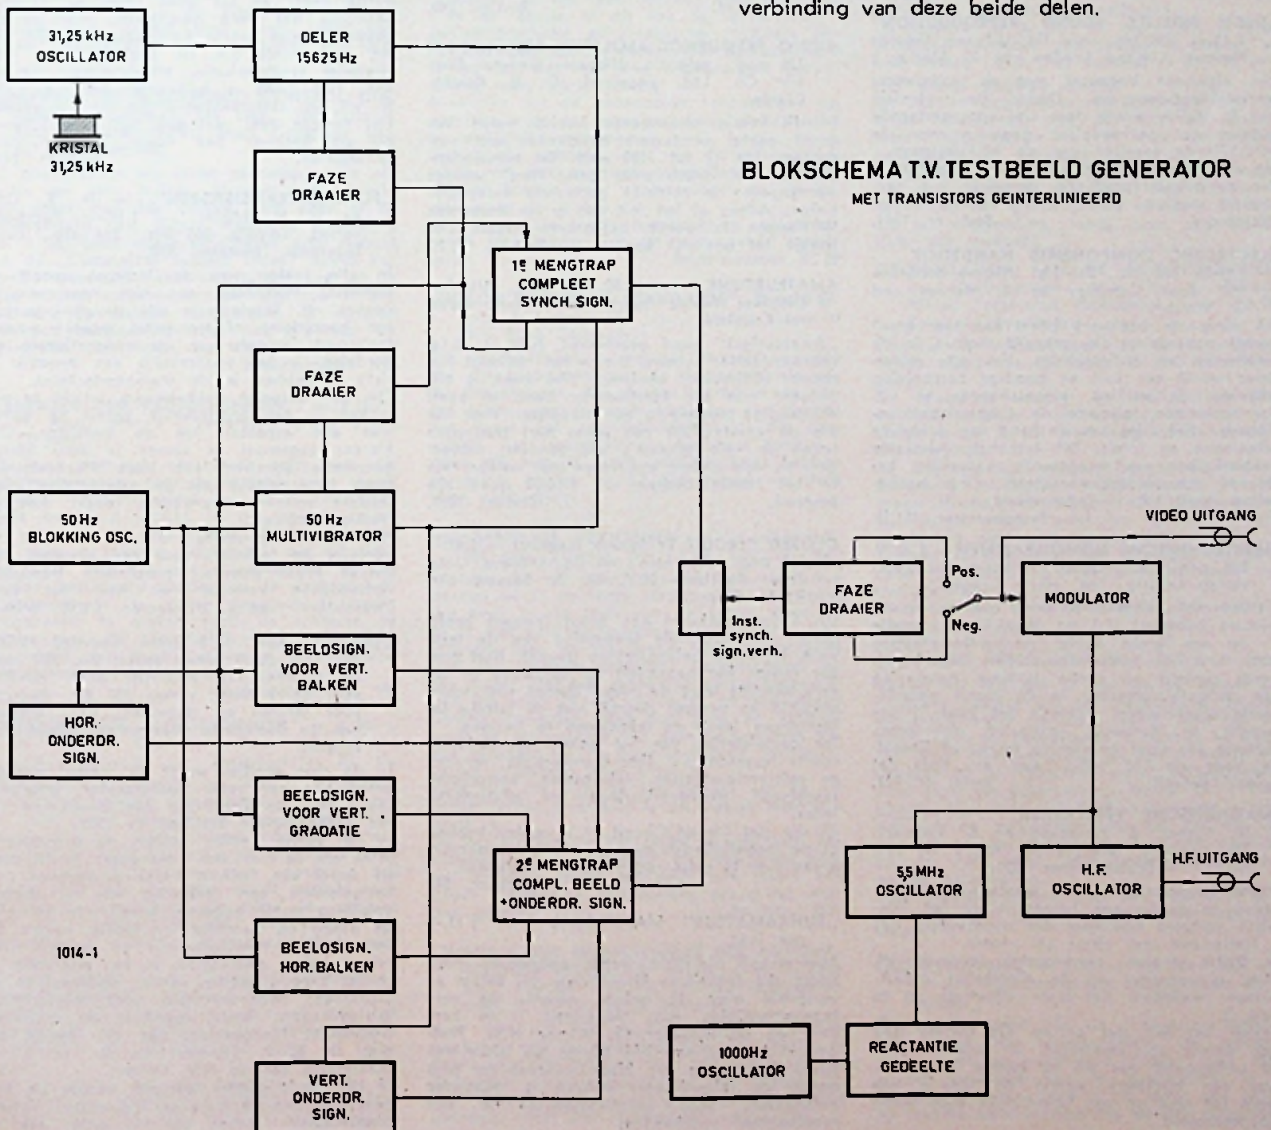 verbinding van deze beide delen.
31,25 kHz
OSCILLATOR
DELER
15625 Hz
KRISTAL
31,25 kHz
BLOKSCHEMA T.V. TESTBEELD GENERATOR
MET TRANSISTORS GEINTERLINIEERD
FAZE
DRAAIER
1e MENGTRAP
COMPLEET
SYNCH. SIGN.
FAZE
DRAAIER
50 Hz
BLOKKING OSC.
50 Hz
MULTIVIBRATOR
VIDEO UITGANG
Pos.
FAZE
DRAAIER
MODULATOR
Neg.
Inst.
synch.
sign, verh.
BEELDSIGN.
VOOR VERT.
BALKEN
HOR.
ONDERDR.
SIGN.
BEELDSIGN.
VOOR VERT.
GRADATIE
2e MENGTRAP
COMPL. BEELD
+ONDERDR. SIGN.
5,5 MHz
OSCILLATOR
H.F.
OSCILLATOR
H.F. UITGANG
1014-1
BEELDSIGN.
HOR. BALKEN
1000Hz
OSCILLATOR
REACTANTIE
GEDEELTE
VERT.
ONDERDR.
SIGN.